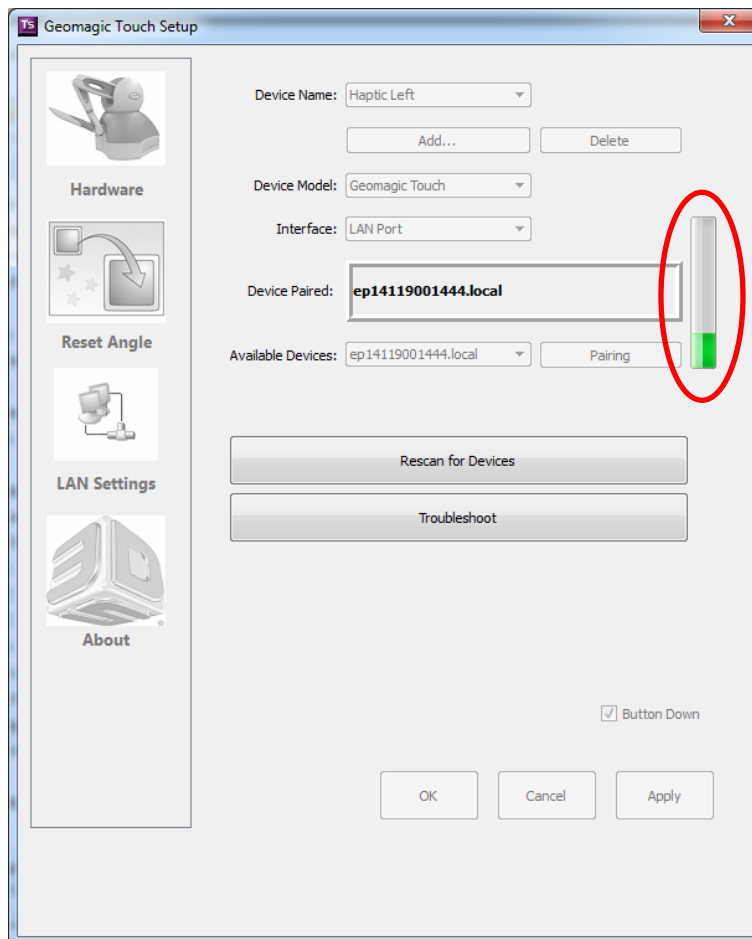 Ts Geomagic Touch Setup
Hardware
Reset Angle
LAN Settings
3DS
About
Device Name: Haptic Left
Add... Delete
Device Model: Geomagic Touch
Interface: LAN Port
Device Paired: ep14119001444.local
Available Devices: ep14119001444.local Pairing
Rescan for Devices
Troubleshoot
Button Down
OK Cancel Apply